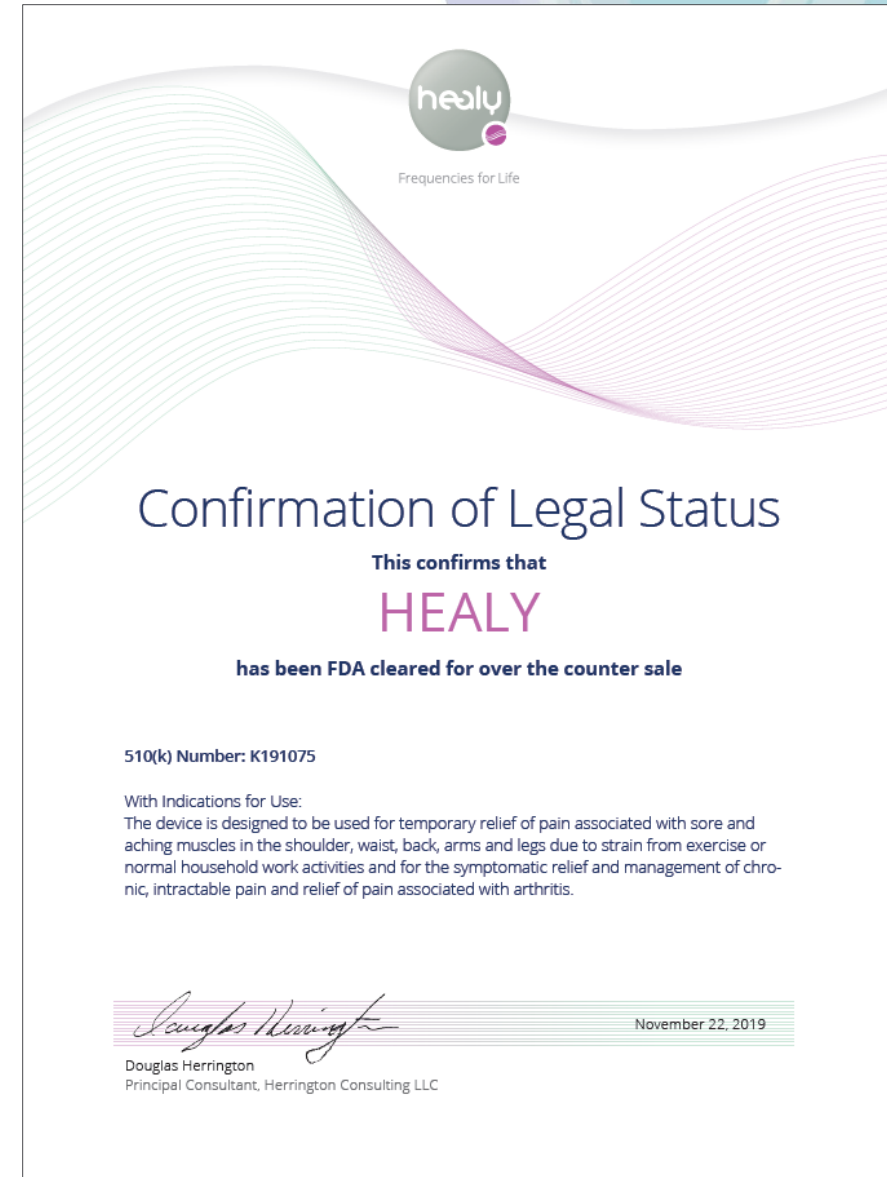 healy
Frequencies for Life
Confirmation of Legal Status
This confirms that
HEALY
has been FDA cleared for over the counter sale
510(k) Number: K191075
With Indications for Use:
The device is designed to be used for temporary relief of pain associated with sore and
aching muscles in the shoulder, waist, back, arms and legs due to strain from exercise or
normal household work activities and for the symptomatic relief and management of chro-
nic, intractable pain and relief of pain associated with arthritis.
Douglas Herrington
November 22, 2019
Douglas Herrington
Principal Consultant, Herrington Consulting LLC